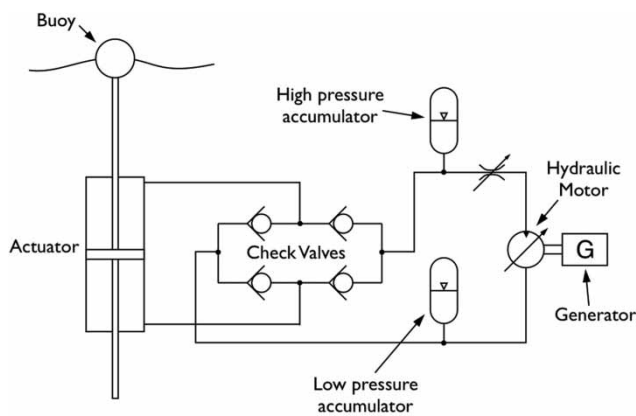 Buoy
High pressure
accumulator
Hydraulic
Motor
Actuator
Check Valves
G
Generator
Low pressure
accumulator